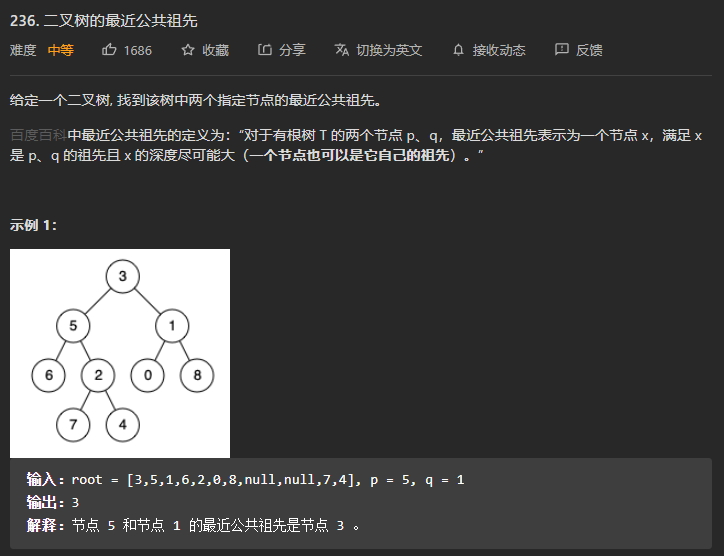 236. 二叉树的最近公共祖先
难度 中等 1686 收藏 分享 切换为英文 接收动态 反馈
给定一个二叉树, 找到该树中两个指定节点的最近公共祖先。
百度百科中最近公共祖先的定义为：“对于有根树 T 的两个节点 p、q，最近公共祖先表示为一个节点 x，满足 x
是 p、q 的祖先且 x 的深度尽可能大（一个节点也可以是它自己的祖先）。”
示例 1：
3
5 1
6 2 0 8
7 4
输入：root = [3,5,1,6,2,0,8,null,null,7,4], p = 5, q = 1
输出：3
解释：节点 5 和节点 1 的最近公共祖先是节点 3 。